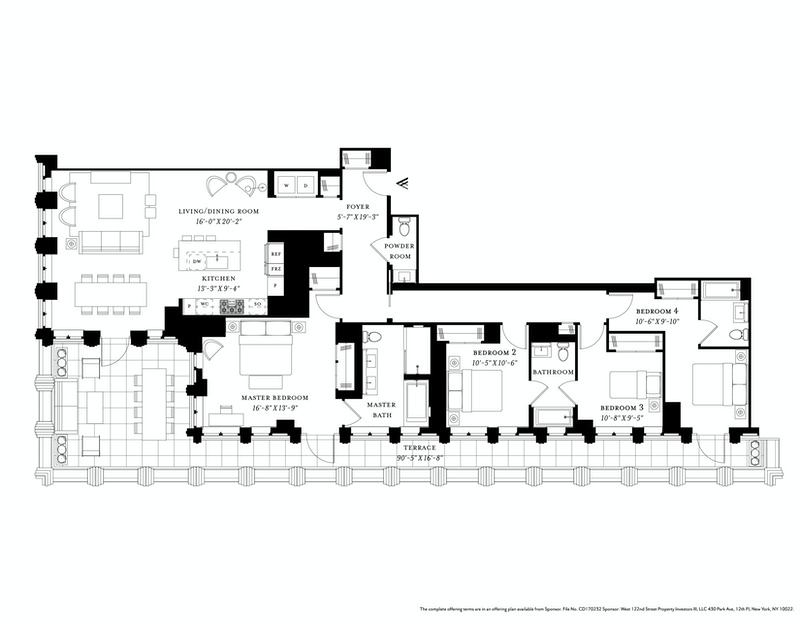 W
D
FOYER
5'-7" X 19'-3"
LIVING/DINING ROOM
16'-0" X 20'-2"
POWDER
ROOM
DW
REF
FRZ
P
KITCHEN
13'-3" X 9'-4"
P
WC
SO
BEDROOM 4
10'-6" X 9'-10"
BEDROOM 2
10'-5" X 10'-6"
BATHROOM
MASTER BEDROOM
16'-8" X 13'-9"
MASTER
BATH
BEDROOM 3
10'-8" X 9'-5"
TERRACE
90'-5" X 16'-8"
The complete offering terms are in an offering plan available from Sponsor. File No. CD170232 Sponsor: West 122nd Street Property Investors III, LLC 430 Park Ave., 12th Fl, New York, NY 10022.